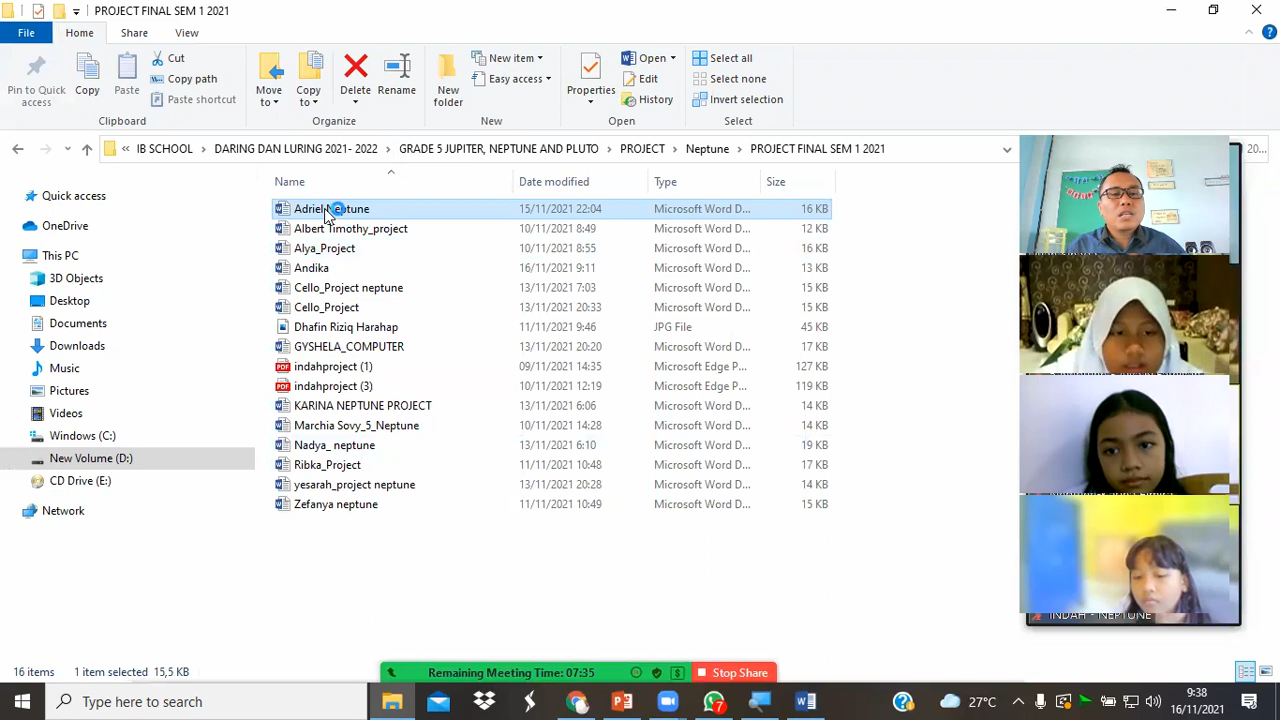 PROJECT FINAL SEM 1 2021
File Home Share View
Pin to Quick access
Copy
Paste
Cut
Copy path
Paste shortcut
Move to
Copy to
Delete
Rename
New folder
New item
Easy access
Properties
Open
Edit
History
Select all
Select none
Invert selection
Clipboard Organize New Open Select
« IB SCHOOL > DARING DAN LURING 2021- 2022 > GRADE 5 JUPITER, NEPTUNE AND PLUTO > PROJECT > Neptune > PROJECT FINAL SEM 1 2021 20...
Name Date modified Type Size
Quick access
OneDrive
This PC
3D Objects
Desktop
Documents
Downloads
Music
Pictures
Videos
Windows (C:)
New Volume (D:)
CD Drive (E:)
Network
Adriel 15/11/2021 22:04 Microsoft Word D... 16 KB
Albert Timothy_project 10/11/2021 8:49 Microsoft Word D... 12 KB
Alya_Project 10/11/2021 8:55 Microsoft Word D... 16 KB
Andika 16/11/2021 9:11 Microsoft Word D... 13 KB
Cello_Project neptune 13/11/2021 7:03 Microsoft Word D... 15 KB
Cello_Project 13/11/2021 20:33 Microsoft Word D... 15 KB
Dhafin Riziq Harahap 11/11/2021 9:46 JPG File 45 KB
GYSHELA_COMPUTER 13/11/2021 20:20 Microsoft Word D... 17 KB
indahproject (1) 09/11/2021 14:35 Microsoft Edge P... 127 KB
indahproject (3) 10/11/2021 12:19 Microsoft Edge P... 119 KB
KARINA NEPTUNE PROJECT 13/11/2021 6:06 Microsoft Word D... 14 KB
Marchia Sovy_5_Neptune 10/11/2021 14:28 Microsoft Word D... 14 KB
Nadya_ neptune 13/11/2021 6:10 Microsoft Word D... 19 KB
Ribka_Project 11/11/2021 10:48 Microsoft Word D... 17 KB
yesarah_project neptune 13/11/2021 20:28 Microsoft Word D... 14 KB
Zefanya neptune 11/11/2021 10:49 Microsoft Word D... 15 KB
INDAH - NEPTUNE
16 items 1 item selected 15,5 KB
Remaining Meeting Time: 07:35 Stop Share
Type here to search
7
27°C
9:38
16/11/2021